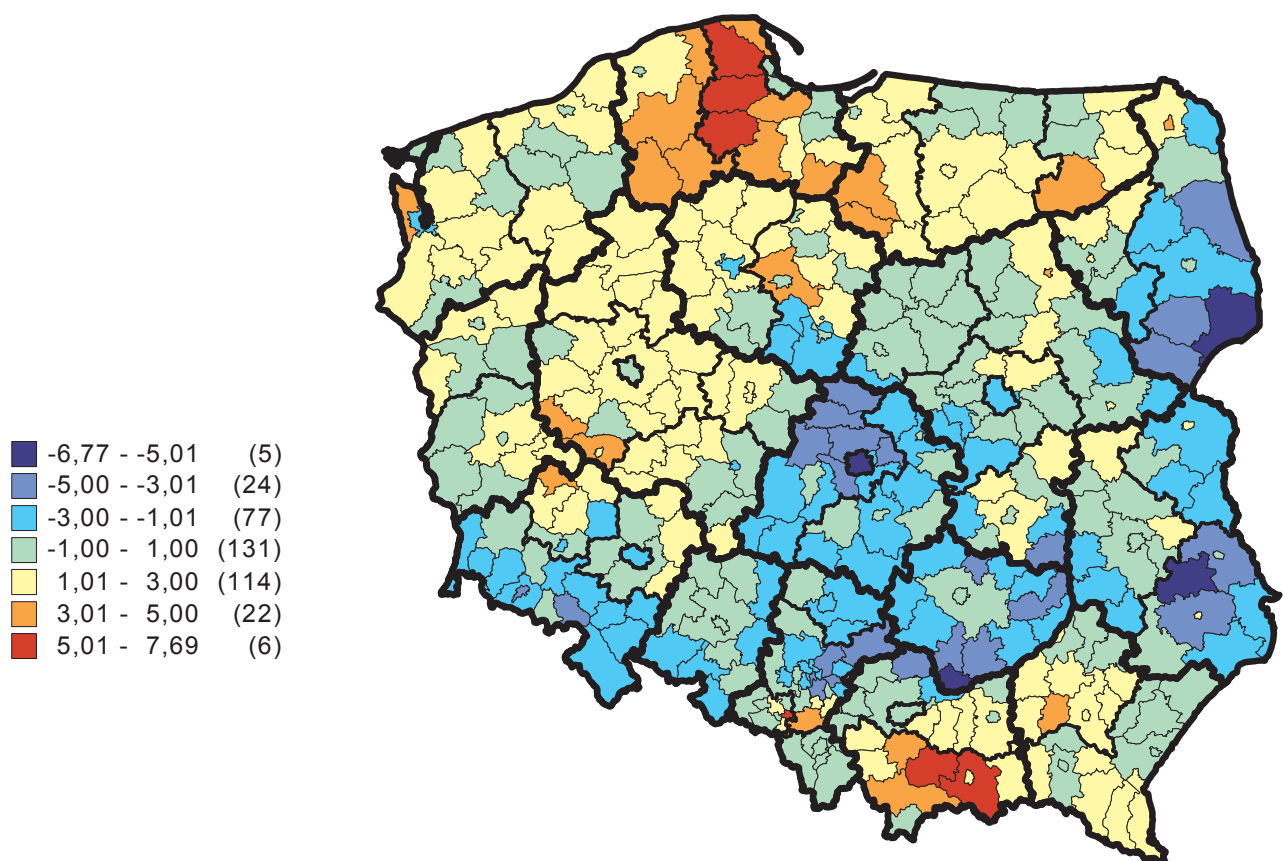 -6,77 - -5,01 (5)
-5,00 - -3,01 (24)
-3,00 - -1,01 (77)
-1,00 - 1,00 (131)
1,01 - 3,00 (114)
3,01 - 5,00 (22)
5,01 - 7,69 (6)